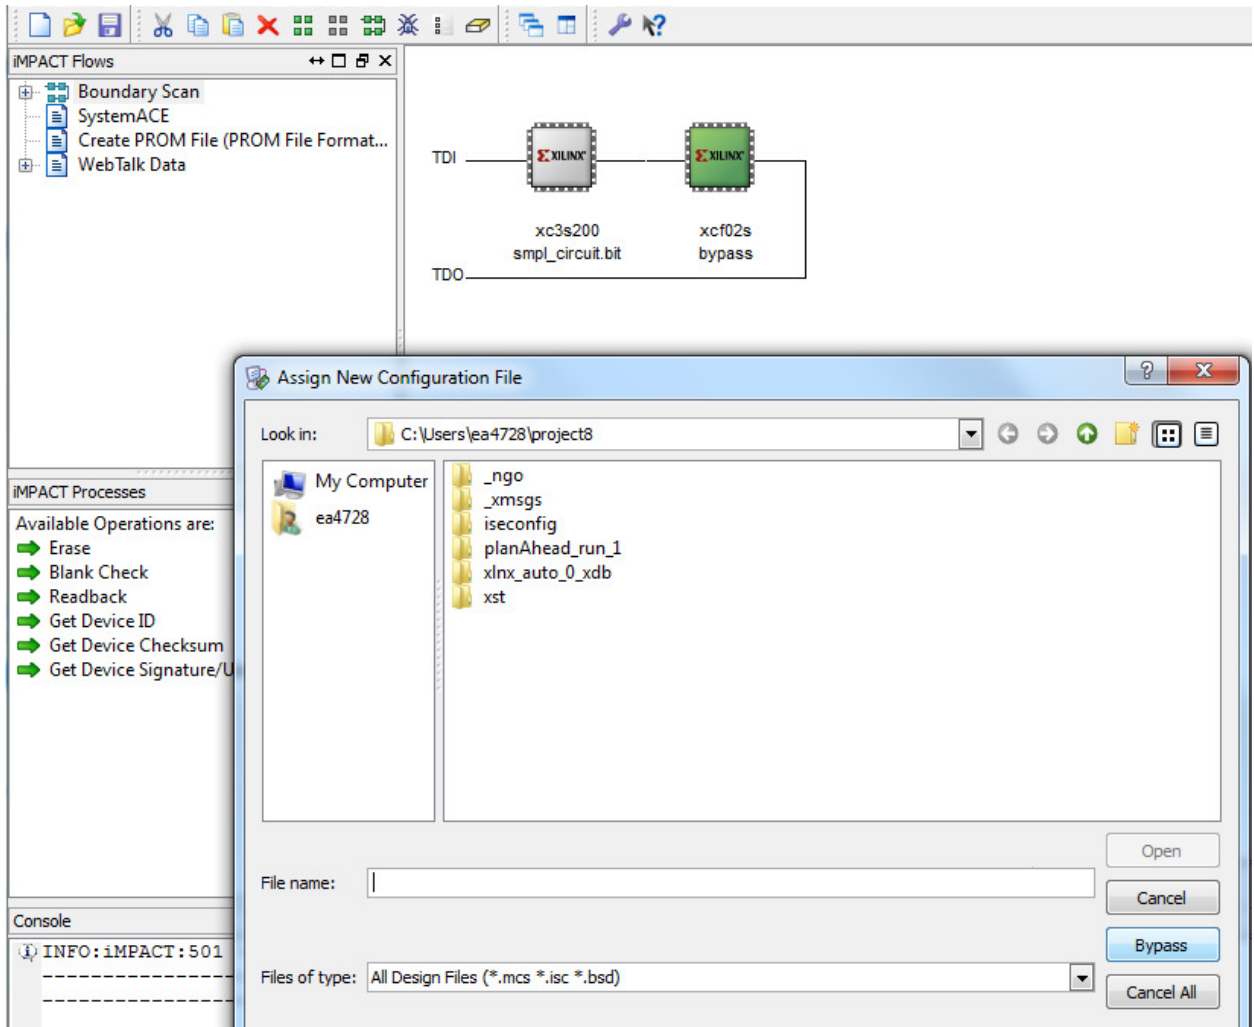 iMPACT Flows
Boundary Scan
SystemACE
Create PROM File (PROM File Format...
WebTalk Data
TDI
XILINX
XILINX
xc3s200
smpl_circuit.bit
xcf02s
bypass
TDO
Assign New Configuration File
Look in:
C:\Users\ea4728\project8
My Computer
ea4728
_ngo
_xmsgs
iseconfig
planAhead_run_1
xlnx_auto_0_xdb
xst
iMPACT Processes
Available Operations are:
Erase
Blank Check
Readback
Get Device ID
Get Device Checksum
Get Device Signature/U
Open
File name:
Cancel
Bypass
Files of type: All Design Files (*.mcs *.isc *.bsd)
Cancel All
Console
INFO:iMPACT:501
----------------
----------------